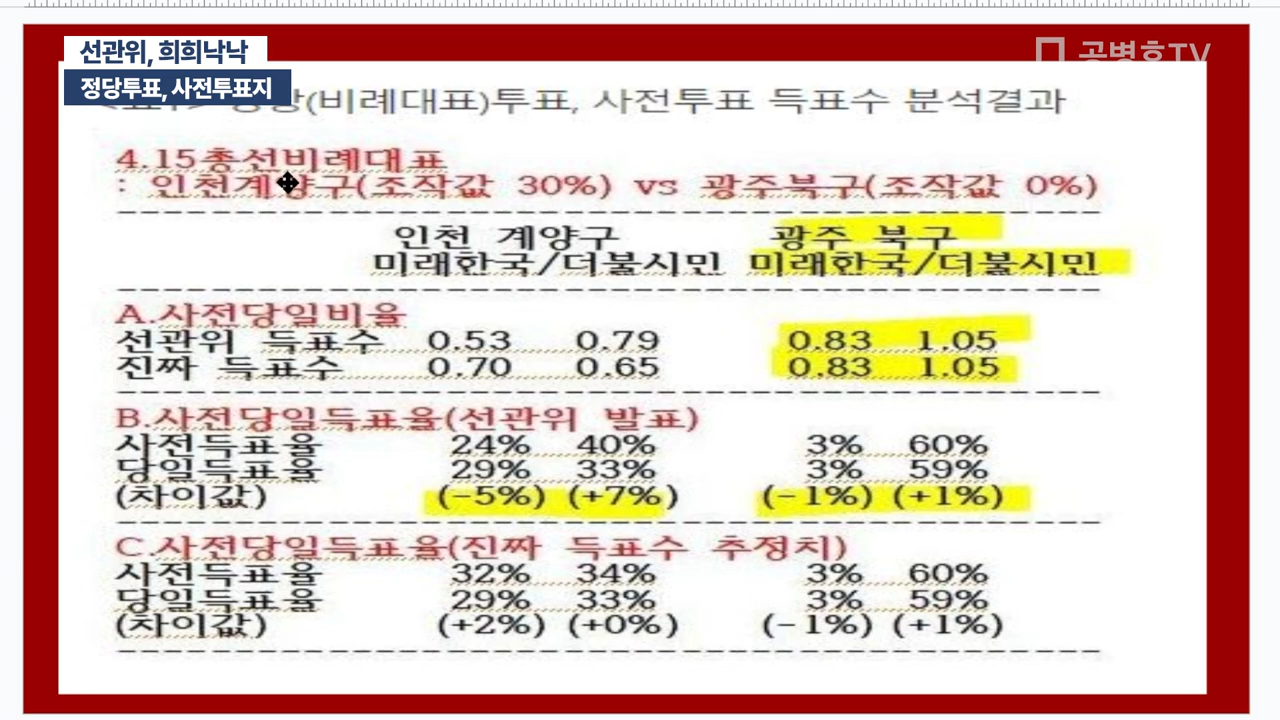 선관위, 희희낙낙
공병호TV
정당투표, 사전투표지
(비례대표)투표, 사전투표 득표수 분석결과
4.15총선비례대표
: 인천계양구(조작값 30%) vs 광주북구(조작값 0%)
인천 계양구 광주 북구
미래한국/더불시민 미래한국/더불시민
A.사전당일비율
선관위 득표수 0.53 0.79 0.83 1.05
진짜 득표수 0.70 0.65 0.83 1.05
B.사전당일득표율(선관위 발표)
사전득표율 24% 40% 3% 60%
당일득표율 29% 33% 3% 59%
(차이값) (-5%) (+7%) (-1%) (+1%)
C.사전당일득표율(진짜 득표수 추정치)
사전득표율 32% 34% 3% 60%
당일득표율 29% 33% 3% 59%
(차이값) (+2%) (+0%) (-1%) (+1%)